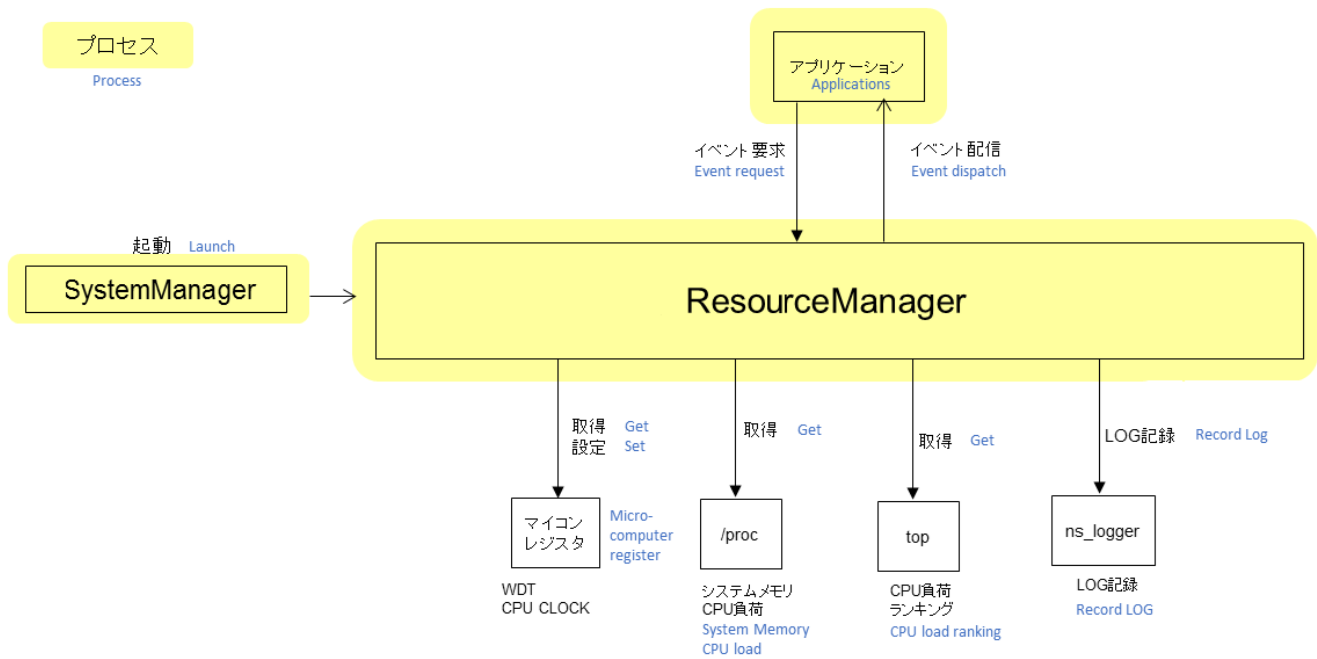 プロセス
Process
アプリケーション
Applications
イベント要求
Event request
イベント配信
Event dispatch
起動 Launch
SystemManager
ResourceManager
取得 Get
設定 Set
取得 Get
取得 Get
LOG記録 Record Log
マイコン
レジスタ
Micro-
computer
register
WDT
CPU CLOCK
/proc
システムメモリ
CPU負荷
System Memory
CPU load
top
CPU負荷
ランキング
CPU load ranking
ns_logger
LOG記録
Record LOG